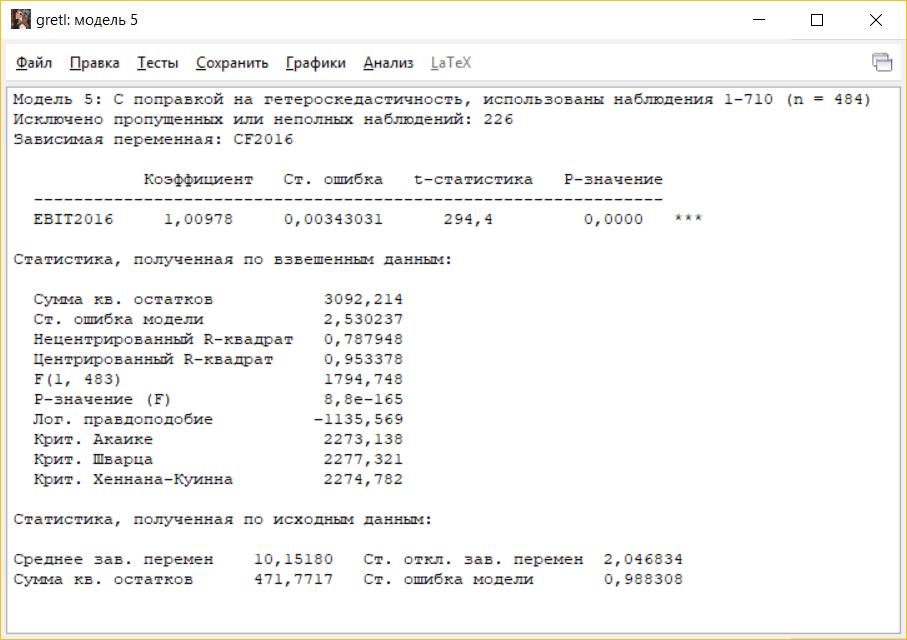 gretl: модель 5
Файл Правка Тесты Сохранить Графики Анализ LaTeX
Модель 5: С поправкой на гетероскедастичность, использованы наблюдения 1-710 (n = 484)
Исключено пропущенных или неполных наблюдений: 226
Зависимая переменная: CF2016
Коэффициент Ст. ошибка t-статистика P-значение
---------------------------------------------------------------
EBIT2016 1,00978 0,00343031 294,4 0,0000 ***
Статистика, полученная по взвешенным данным:
Сумма кв. остатков 3092,214
Ст. ошибка модели 2,530237
Нецентрированный R-квадрат 0,787948
Центрированный R-квадрат 0,953378
F(1, 483) 1794,748
P-значение (F) 8,8e-165
Лог. правдоподобие -1135,569
Крит. Акаике 2273,138
Крит. Шварца 2277,321
Крит. Хеннана-Куинна 2274,782
Статистика, полученная по исходным данным:
Среднее зав. перемен 10,15180 Ст. откл. зав. перемен 2,046834
Сумма кв. остатков 471,7717 Ст. ошибка модели 0,988308